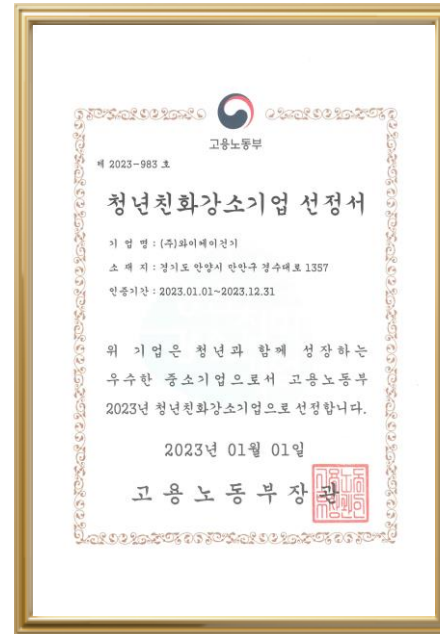 고용노동부
제 2023-983 호
청년친화강소기업 선정서
기 업 명 : (주)와이제이전기
소 재 지 : 경기도 안양시 만안구 경수대로 1357
인증기간 : 2023.01.01~2023.12.31
위 기업은 청년과 함께 성장하는
우수한 중소기업으로서 고용노동부
2023년 청년친화강소기업으로 선정합니다.
2023년 01월 01일
고용노동부장관